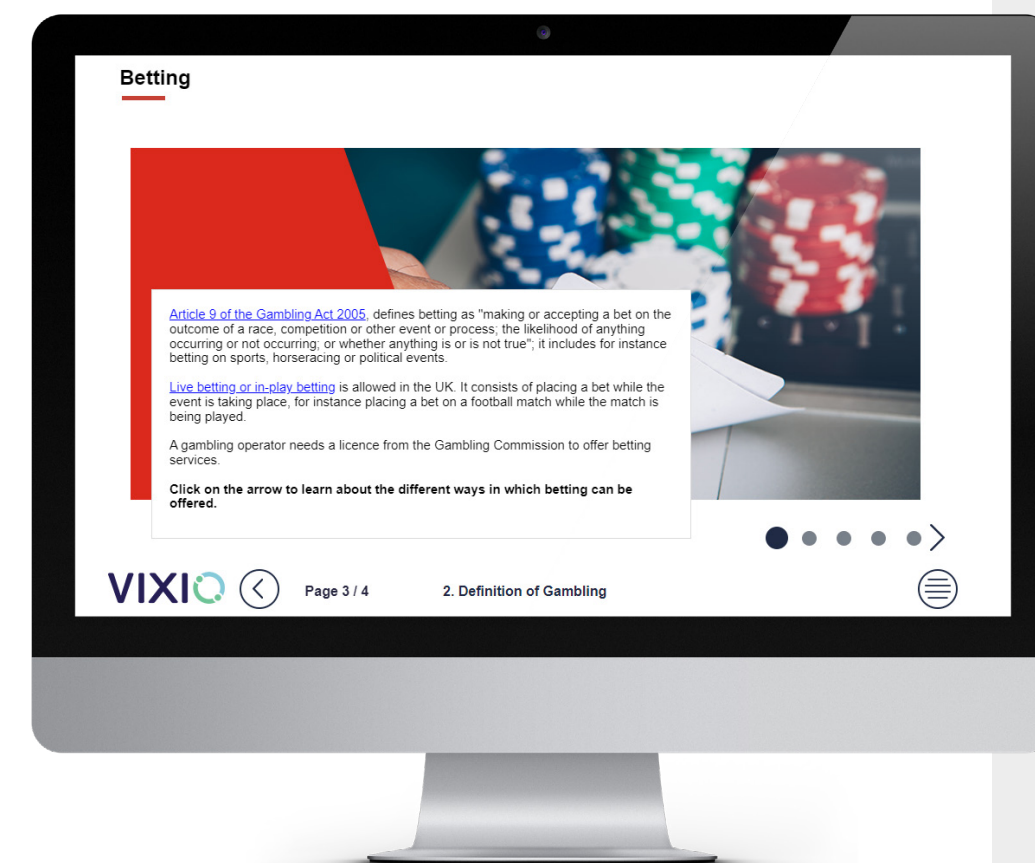 Betting
Article 9 of the Gambling Act 2005, defines betting as "making or accepting a bet on the
outcome of a race, competition or other event or process; the likelihood of anything
occurring or not occurring; or whether anything is or is not true"; it includes for instance
betting on sports, horseracing or political events.
Live betting or in-play betting is allowed in the UK. It consists of placing a bet while the
event is taking place, for instance placing a bet on a football match while the match is
being played.
A gambling operator needs a licence from the Gambling Commission to offer betting
services.
Click on the arrow to learn about the different ways in which betting can be
offered.
VIXIO
Page 3 / 4
2. Definition of Gambling